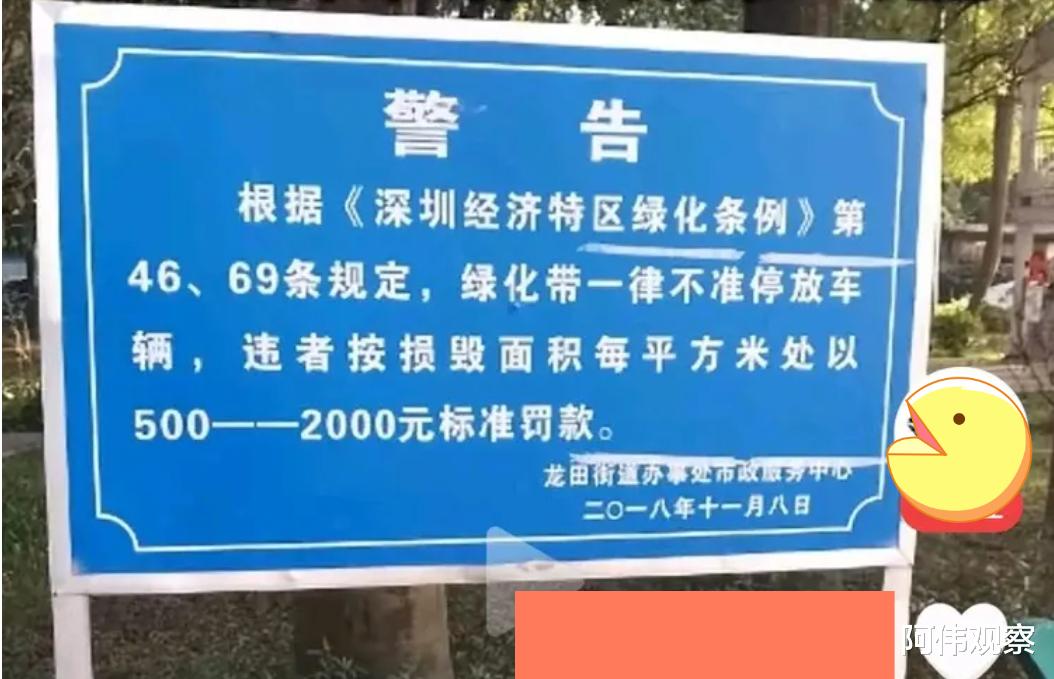 警 告
根据《深圳经济特区绿化条例》第
46、69条规定，绿化带一律不准停放车
辆，违者按损毁面积每平方米处以
500——2000元标准罚款。
龙田街道办事处市政服务中心
二〇一八年十一月八日
阿伟观察